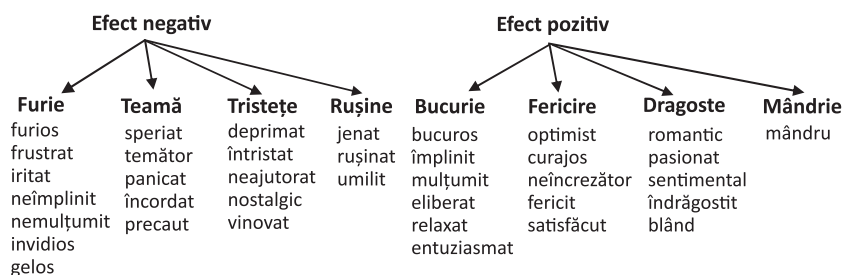 Efect negativ
Efect pozitiv
Furie
furios
frustrat
iritat
neîmplinit
nemulțumit
invidios
gelos
Teamă
speriat
temător
panicat
încordat
precaut
Tristețe
deprimat
întristat
neajutorat
nostalgic
vinovat
Rușine
jenat
rușinat
umilit
Bucurie
bucuros
împlinit
mulțumit
eliberat
relaxat
entuziasmat
Fericire
optimist
curajos
neîncrezător
fericit
satisfăcut
Dragoste
romantic
pasionat
sentimental
îndrăgostit
blând
Mândrie
mândru